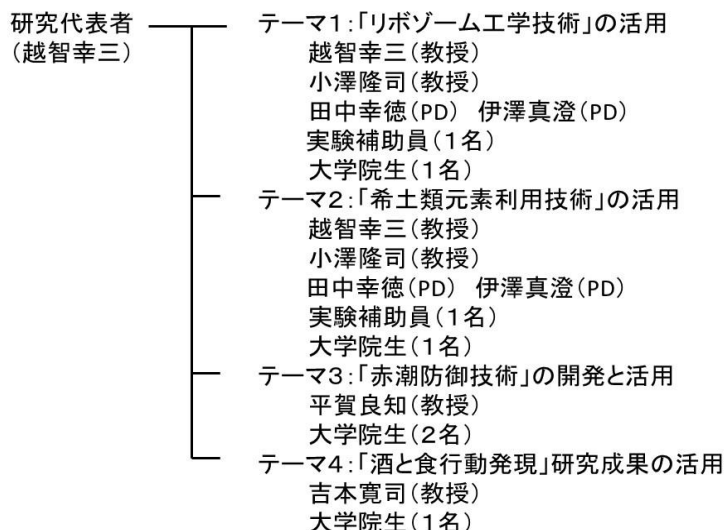 研究代表者
(越智幸三)
テーマ1:「リボゾーム工学技術」の活用
越智幸三(教授)
小澤隆司(教授)
田中幸徳(PD) 伊澤真澄(PD)
実験補助員(1名)
大学院生(1名)
テーマ2:「希土類元素利用技術」の活用
越智幸三(教授)
小澤隆司(教授)
田中幸徳(PD) 伊澤真澄(PD)
実験補助員(1名)
大学院生(1名)
テーマ3:「赤潮防御技術」の開発と活用
平賀良知(教授)
大学院生(2名)
テーマ4:「酒と食行動発現」研究成果の活用
吉本寛司(教授)
大学院生(1名)